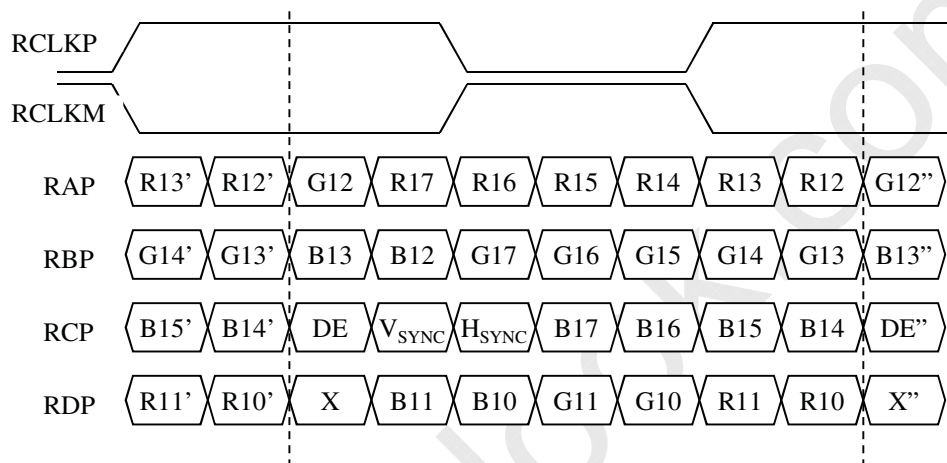 RCLKP
RCLKM
RAP R13’ R12’ G12 R17 R16 R15 R14 R13 R12 G12”
RBP G14’ G13’ B13 B12 G17 G16 G15 G14 G13 B13”
RCP B15’ B14’ DE VSYNC HSYNC B17 B16 B15 B14 DE”
RDP R11’ R10’ X B11 B10 G11 G10 R11 R10 X”